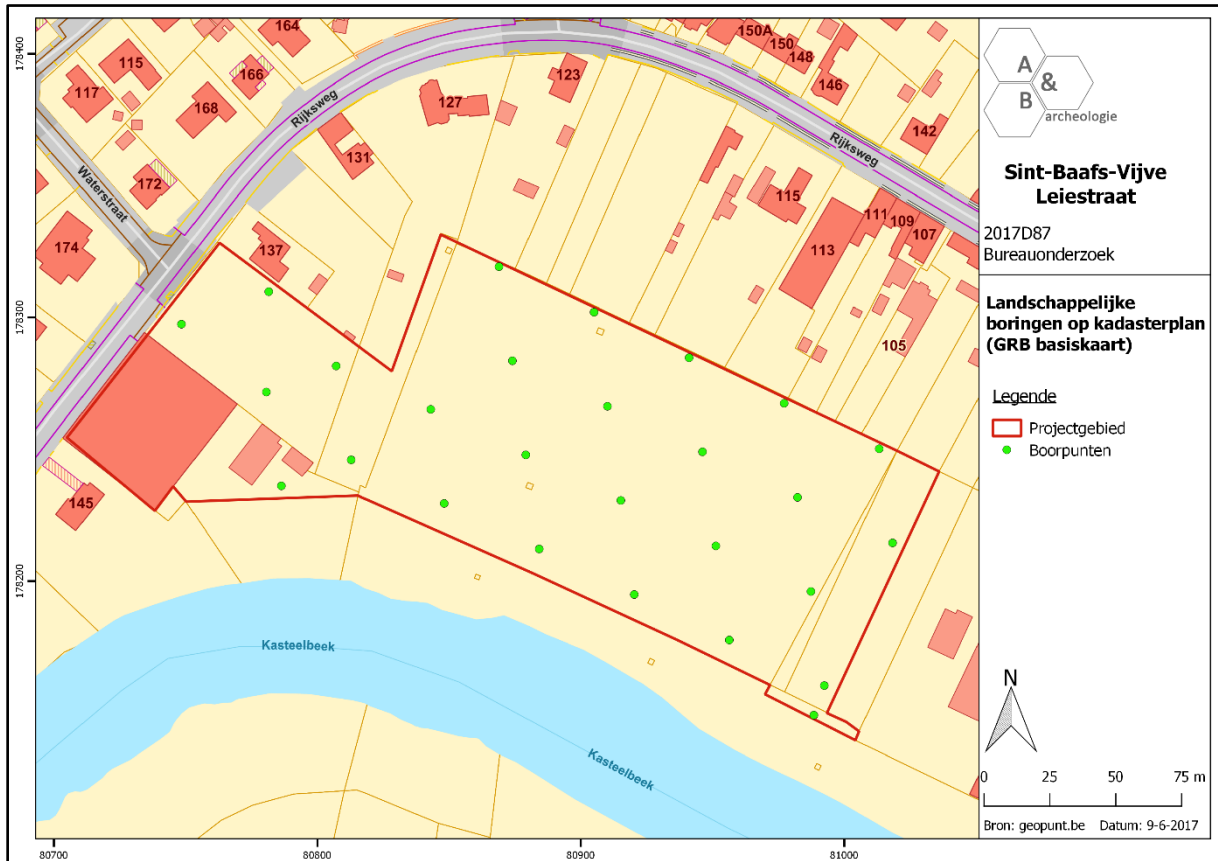 164
150A
150
148
146
142
115
117
166
168
123
127
131
172
174
137
Rijksweg
Rijksweg
Waterstraat
115
111
109
107
113
105
145
Kasteelbeek
Kasteelbeek
178400
178300
178200
80700
80800
80900
81000
A
&
B
archeologie
Sint-Baafs-Vijve
Leiestraat
2017D87
Bureauonderzoek
Landschappelijke
boringen op kadasterplan
(GRB basiskaart)
Legende
Projectgebied
Boorpunten
N
0 25 50 75 m
Bron: geopunt.be Datum: 9-6-2017